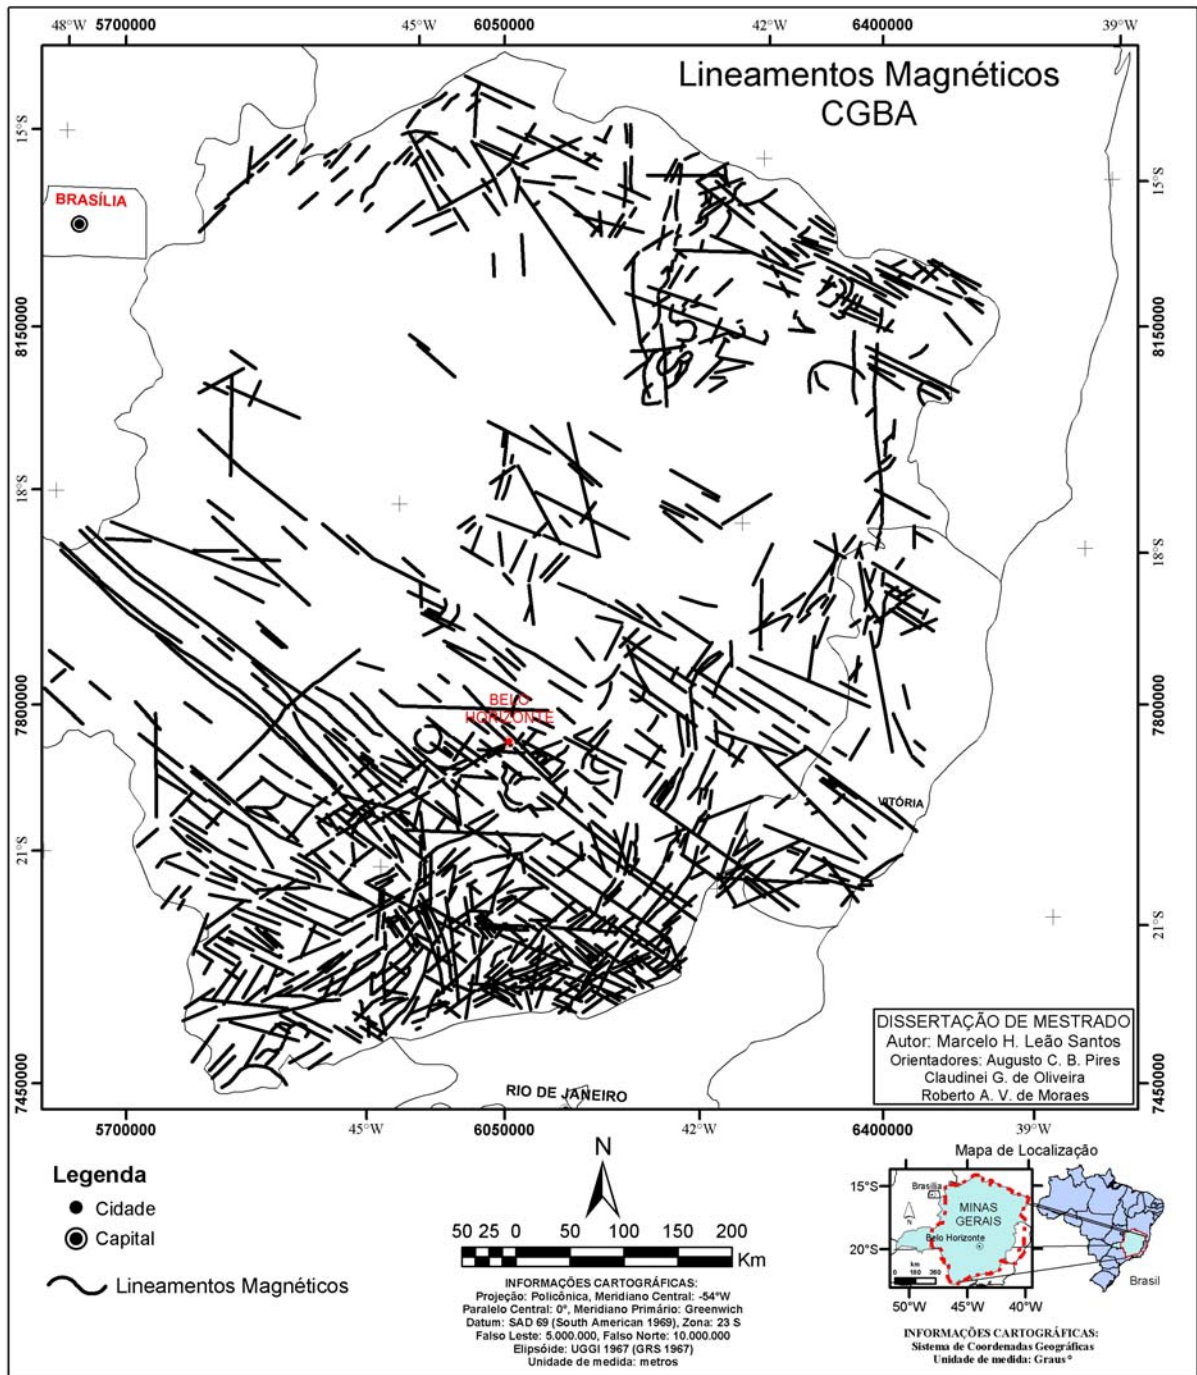 48°W 5700000 45°W 6050000 42°W 6400000 39°W
Lineamentos Magnéticos
CGBA
15°S
15°S
BRASÍLIA
8150000
8150000
18°S
18°S
BELO
HORIZONTE
7800000
7800000
VITÓRIA
21°S
21°S
DISSERTAÇÃO DE MESTRADO
Autor: Marcelo H. Leão Santos
Orientadores: Augusto C. B. Pires
Claudinei G. de Oliveira
Roberto A. V. de Moraes
7450000
7450000
RIO DE JANEIRO
5700000 45°W 6050000 42°W 6400000 39°W
Legenda
Cidade
Capital
Lineamentos Magnéticos
N
50 25 0 50 100 150 200
Km
INFORMAÇÕES CARTOGRÁFICAS:
Projeção: Policônica, Meridiano Central: -54°W
Paralelo Central: 0°, Meridiano Primário: Greenwich
Datum: SAD 69 (South American 1969), Zona: 23 S
Falso Leste: 5.000.000, Falso Norte: 10.000.000
Elipsóide: UGGI 1967 (GRS 1967)
Unidade de medida: metros
Mapa de Localização
15°S
Brasília
MINAS
GERAIS
N
Belo Horizonte
20°S
km
0 180 360
Brasil
50°W 45°W 40°W
INFORMAÇÕES CARTOGRÁFICAS:
Sistema de Coordenadas Geográficas
Unidade de medida: Graus °